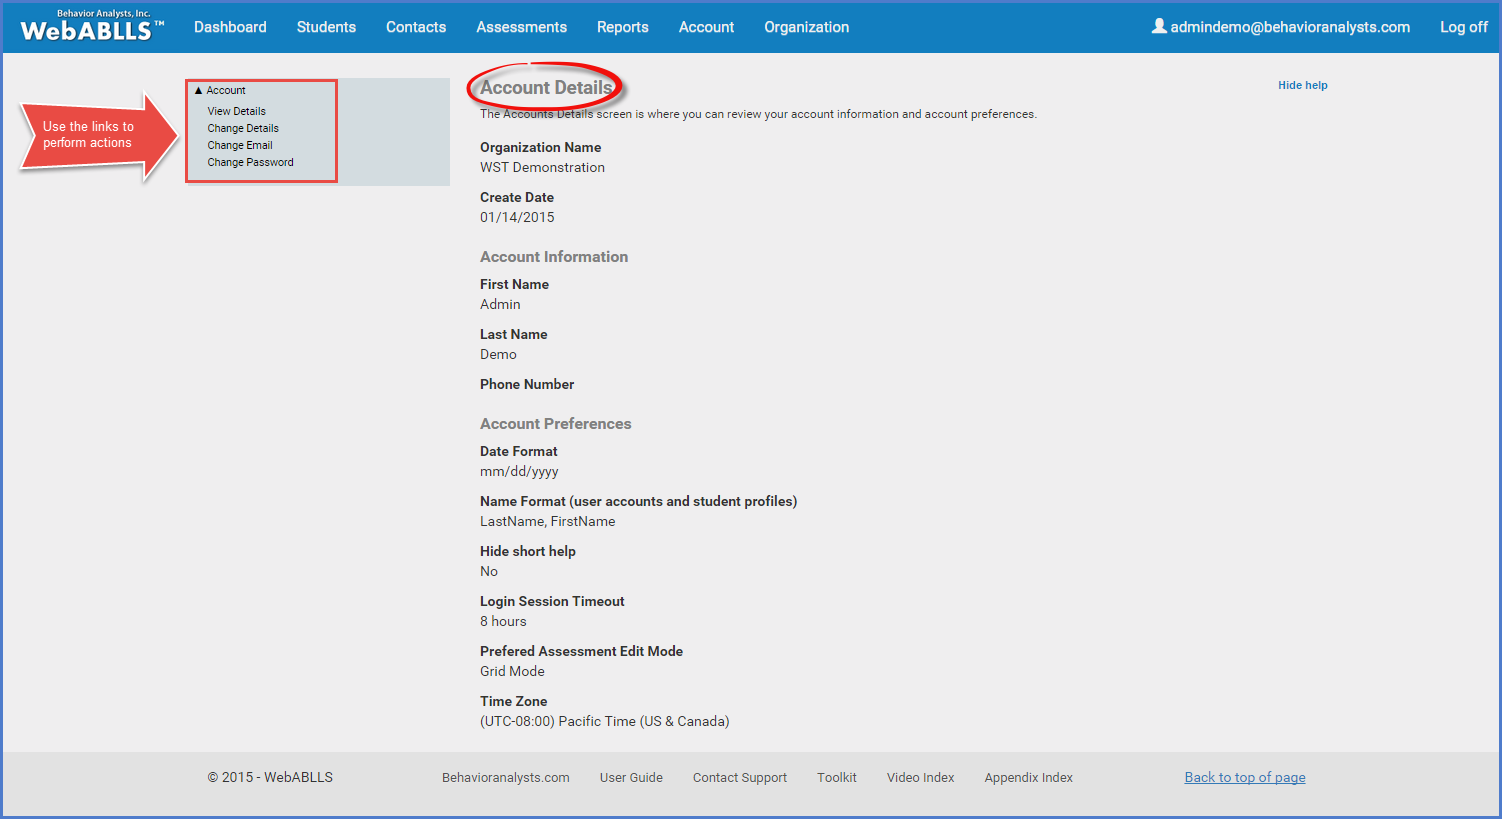 Behavior Analysts, Inc.
WebABLLS™
Dashboard
Students
Contacts
Assessments
Reports
Account
Organization
admindemo@behavioranalysts.com
Log off
Use the links to
perform actions
▲ Account
View Details
Change Details
Change Email
Change Password
Account Details
Hide help
The Accounts Details screen is where you can review your account information and account preferences.
Organization Name
WST Demonstration
Create Date
01/14/2015
Account Information
First Name
Admin
Last Name
Demo
Phone Number
Account Preferences
Date Format
mm/dd/yyyy
Name Format (user accounts and student profiles)
LastName, FirstName
Hide short help
No
Login Session Timeout
8 hours
Prefered Assessment Edit Mode
Grid Mode
Time Zone
(UTC-08:00) Pacific Time (US & Canada)
© 2015 - WebABLLS
Behavioranalysts.com
User Guide
Contact Support
Toolkit
Video Index
Appendix Index
Back to top of page